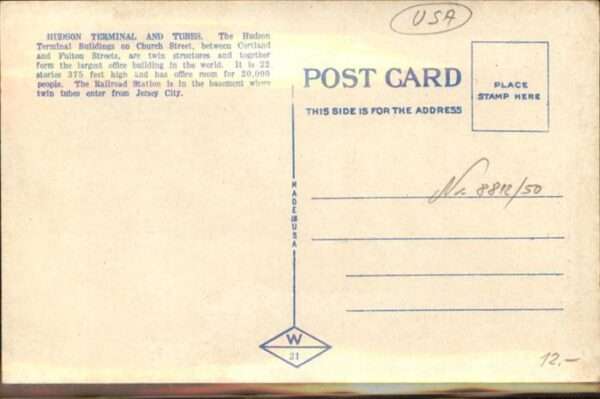 USA
HUDSON TERMINAL AND TUBES. The Hudson
Terminal Buildings on Church Street, between Cortland
and Fulton Streets, are twin structures and together
form the largest office building in the world. It is 22
stories 375 feet high and has office room for 20,000
people. The Railroad Station is in the basement where
twin tubes enter from Jersey City.
POST CARD
THIS SIDE IS FOR THE ADDRESS
PLACE
STAMP HERE
MADE IN USA
/50
W
21
12.-